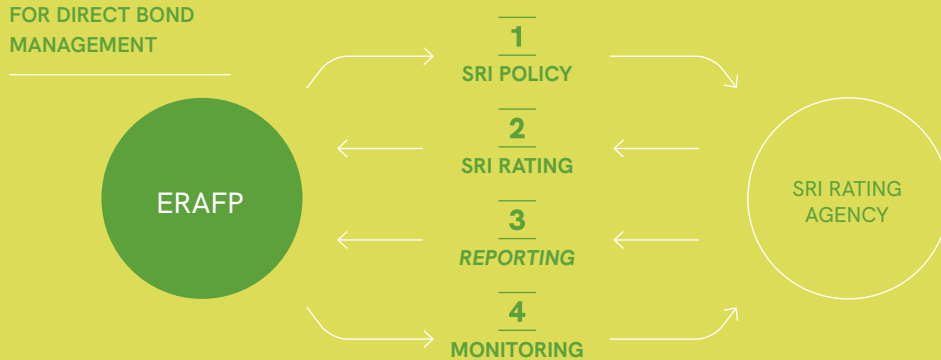 FOR DIRECT BOND
MANAGEMENT
1
SRI POLICY
2
SRI RATING
ERAFP
SRI RATING
AGENCY
3
REPORTING
4
MONITORING